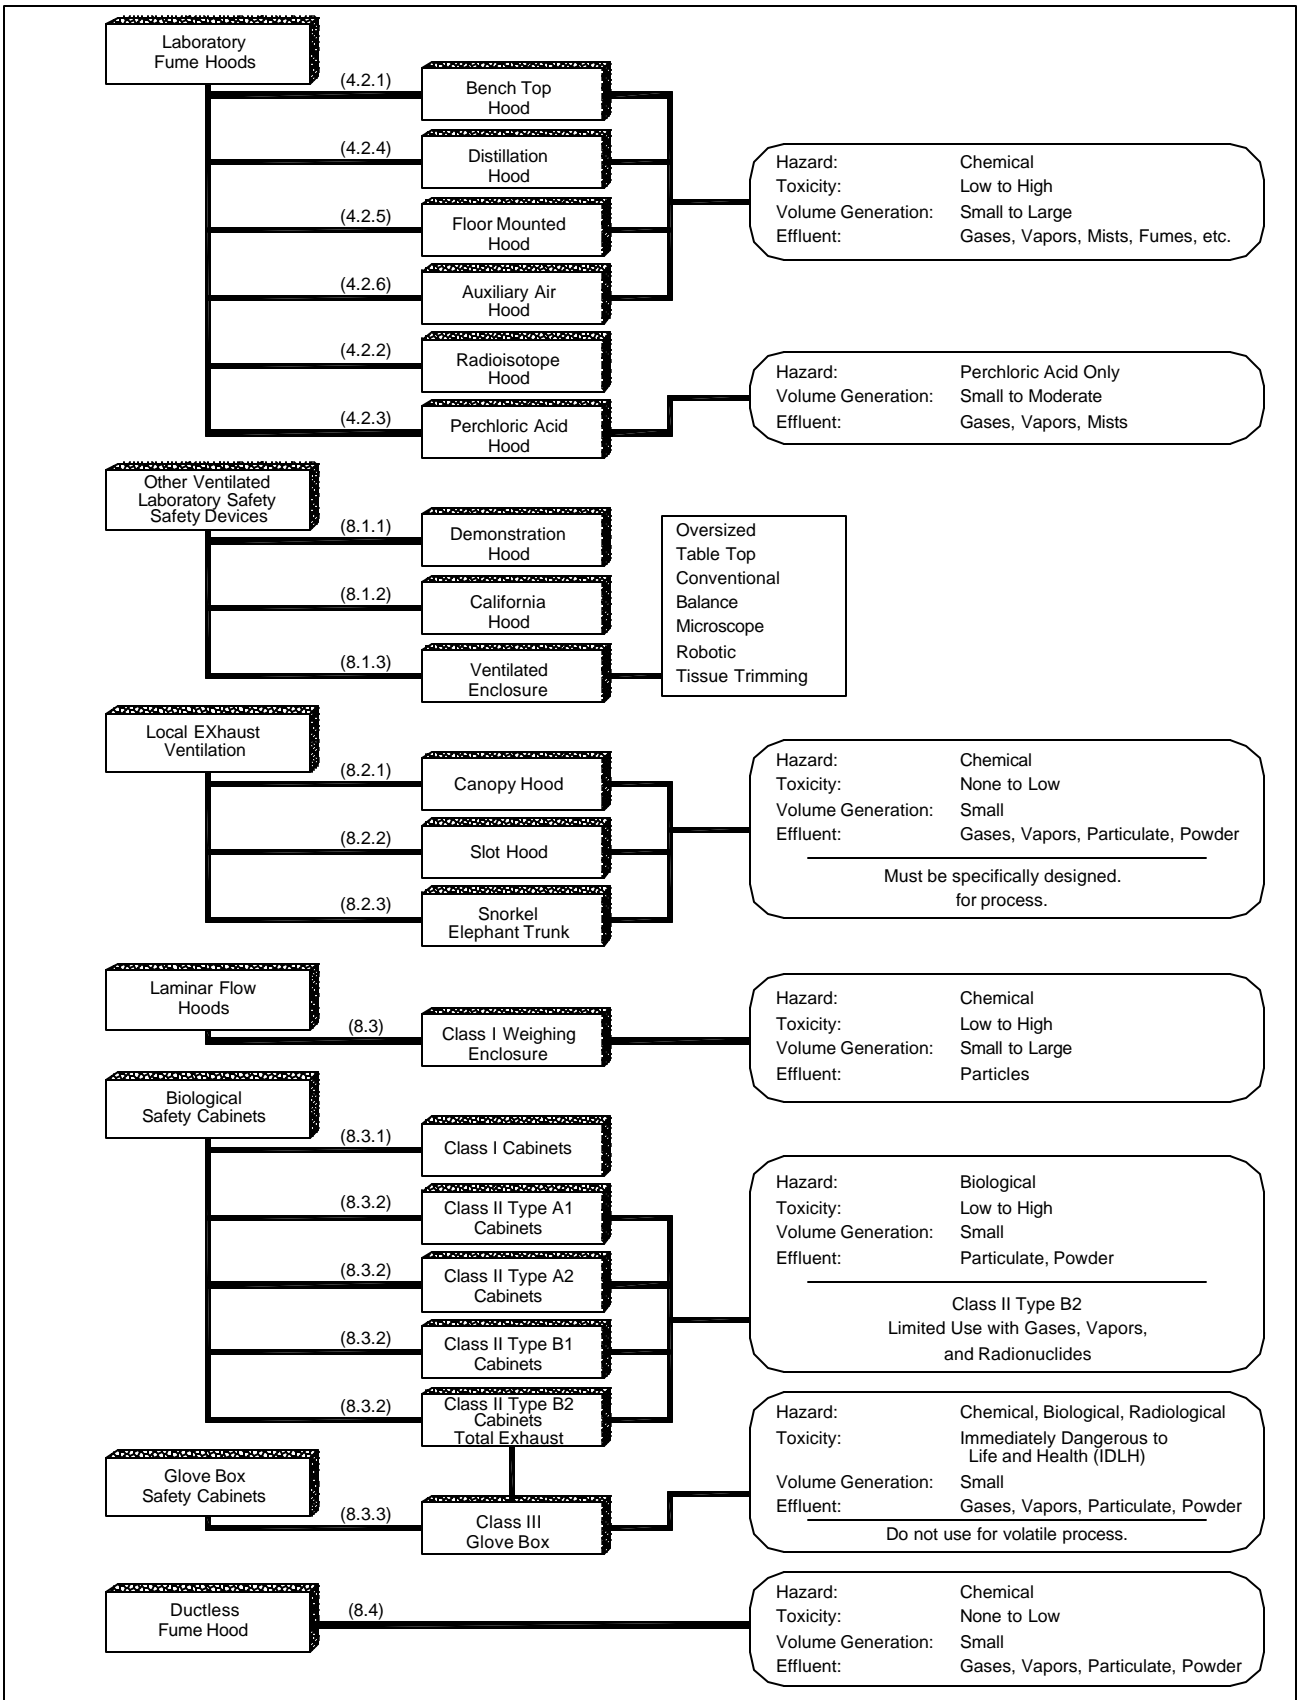 Laboratory
Fume Hoods
(4.2.1)
Bench Top
Hood
(4.2.4)
Distillation
Hood
(4.2.5)
Floor Mounted
Hood
(4.2.6)
Auxiliary Air
Hood
Hazard: Chemical
Toxicity: Low to High
Volume Generation: Small to Large
Effluent: Gases, Vapors, Mists, Fumes, etc.
(4.2.2)
Radioisotope
Hood
(4.2.3)
Perchloric Acid
Hood
Hazard: Perchloric Acid Only
Volume Generation: Small to Moderate
Effluent: Gases, Vapors, Mists
Other Ventilated
Laboratory Safety
Safety Devices
(8.1.1)
Demonstration
Hood
(8.1.2)
California
Hood
(8.1.3)
Ventilated
Enclosure
Oversized
Table Top
Conventional
Balance
Microscope
Robotic
Tissue Trimming
Local EXhaust
Ventilation
(8.2.1)
Canopy Hood
(8.2.2)
Slot Hood
(8.2.3)
Snorkel
Elephant Trunk
Hazard: Chemical
Toxicity: None to Low
Volume Generation: Small
Effluent: Gases, Vapors, Particulate, Powder
Must be specifically designed.
for process.
Laminar Flow
Hoods
(8.3)
Class I Weighing
Enclosure
Hazard: Chemical
Toxicity: Low to High
Volume Generation: Small to Large
Effluent: Particles
Biological
Safety Cabinets
(8.3.1)
Class I Cabinets
(8.3.2)
Class II Type A1
Cabinets
(8.3.2)
Class II Type A2
Cabinets
(8.3.2)
Class II Type B1
Cabinets
(8.3.2)
Class II Type B2
Cabinets
Total Exhaust
Hazard: Biological
Toxicity: Low to High
Volume Generation: Small
Effluent: Particulate, Powder
Class II Type B2
Limited Use with Gases, Vapors,
and Radionuclides
Glove Box
Safety Cabinets
(8.3.3)
Class III
Glove Box
Hazard: Chemical, Biological, Radiological
Toxicity: Immediately Dangerous to
Life and Health (IDLH)
Volume Generation: Small
Effluent: Gases, Vapors, Particulate, Powder
Do not use for volatile process.
Ductless
Fume Hood
(8.4)
Hazard: Chemical
Toxicity: None to Low
Volume Generation: Small
Effluent: Gases, Vapors, Particulate, Powder